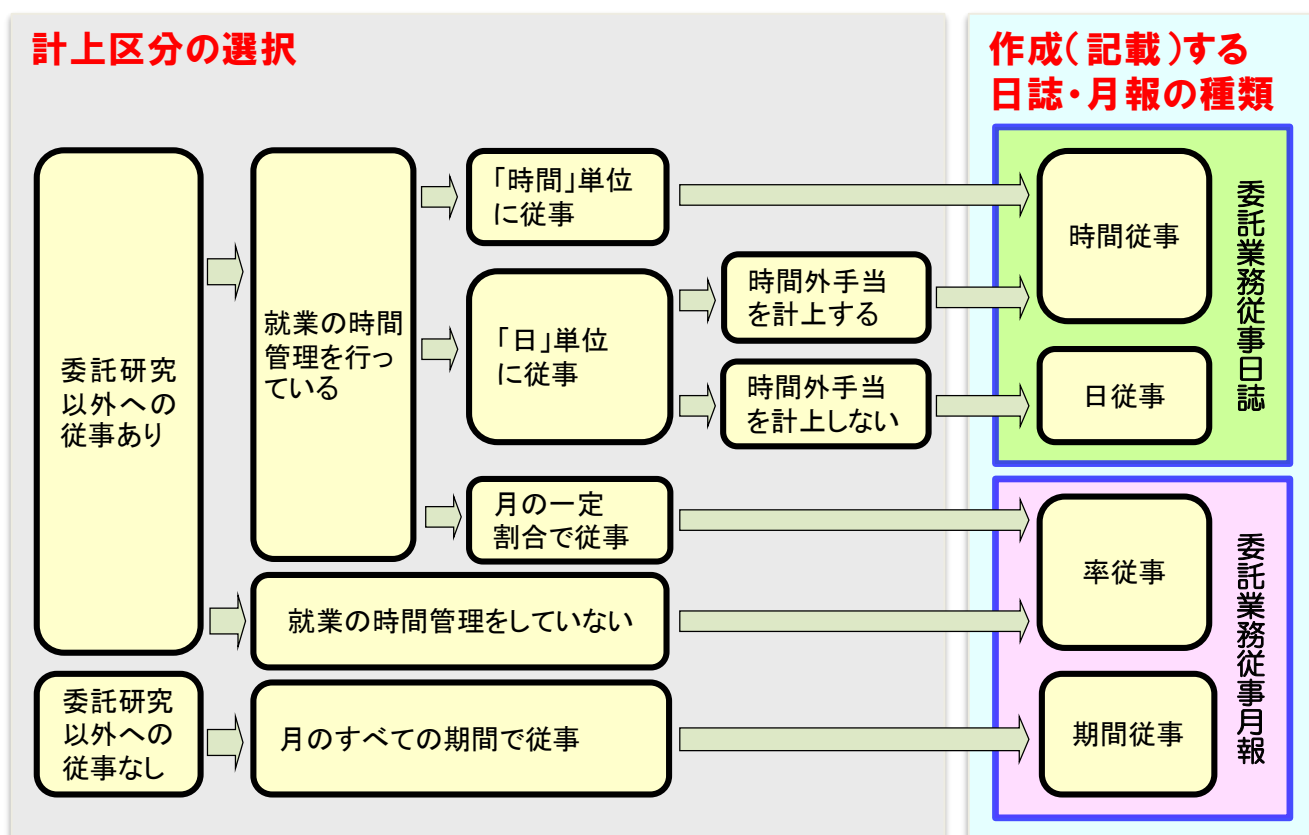 計上区分の選択
作成(記載)する
日誌・月報の種類
委託研究
以外への
従事あり
就業の時間
管理を行っ
ている
「時間」単位
に従事
「日」単位
に従事
時間外手当
を計上する
時間外手当
を計上しない
月の一定
割合で従事
就業の時間管理をしていない
委託研究
以外への
従事なし
月のすべての期間で従事
時間従事
日従事
委託業務従事日誌
率従事
期間従事
委託業務従事月報